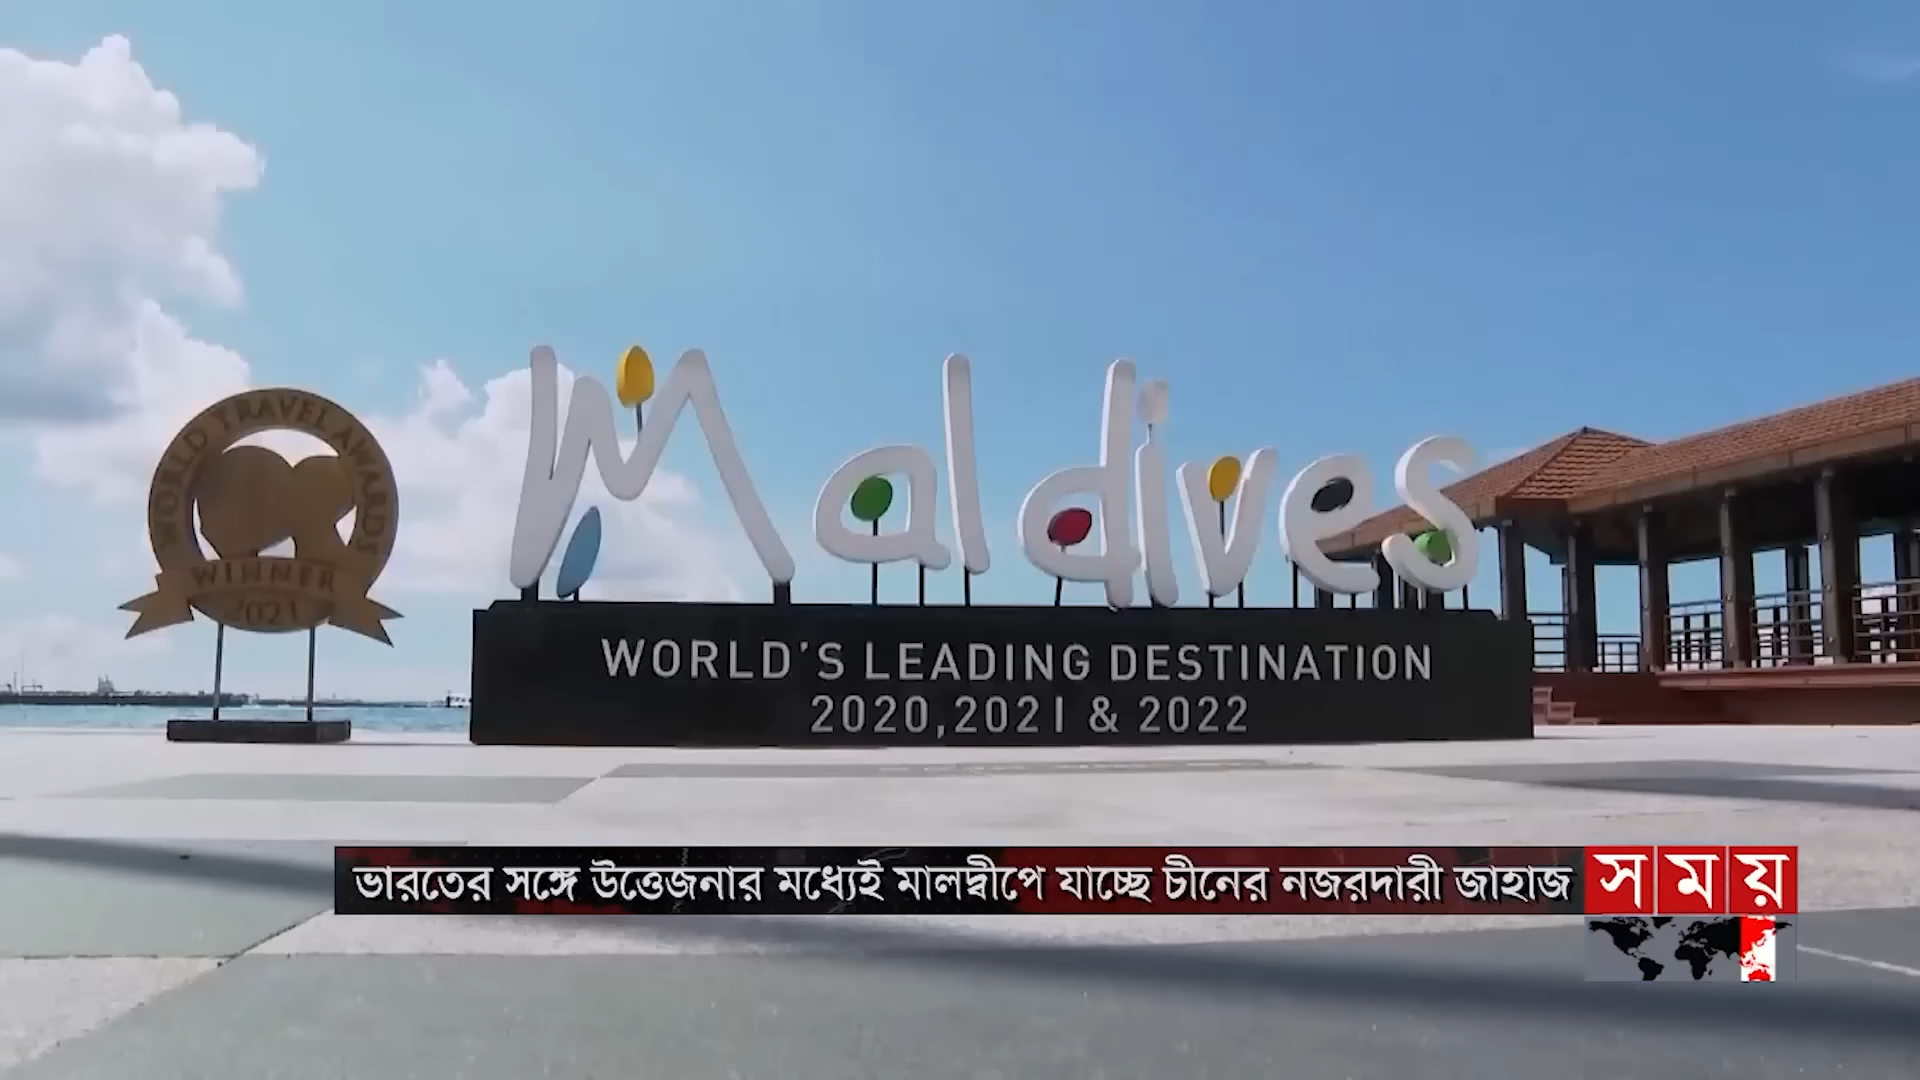 WORLD TRAVEL AWARDS
WINNER
2021
Maldives
WORLD'S LEADING DESTINATION
2020,2021 & 2022
ভারতের সঙ্গে উত্তেজনার মধ্যেই মালদ্বীপে যাচ্ছে চীনের নজরদারী জাহাজ
সময়